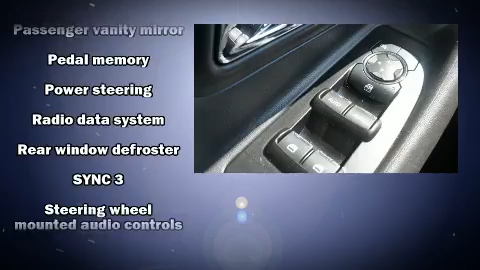 Passenger vanity mirror
Pedal memory
Power steering
Radio data system
Rear window defroster
SYNC 3
Steering wheel
mounted audio controls